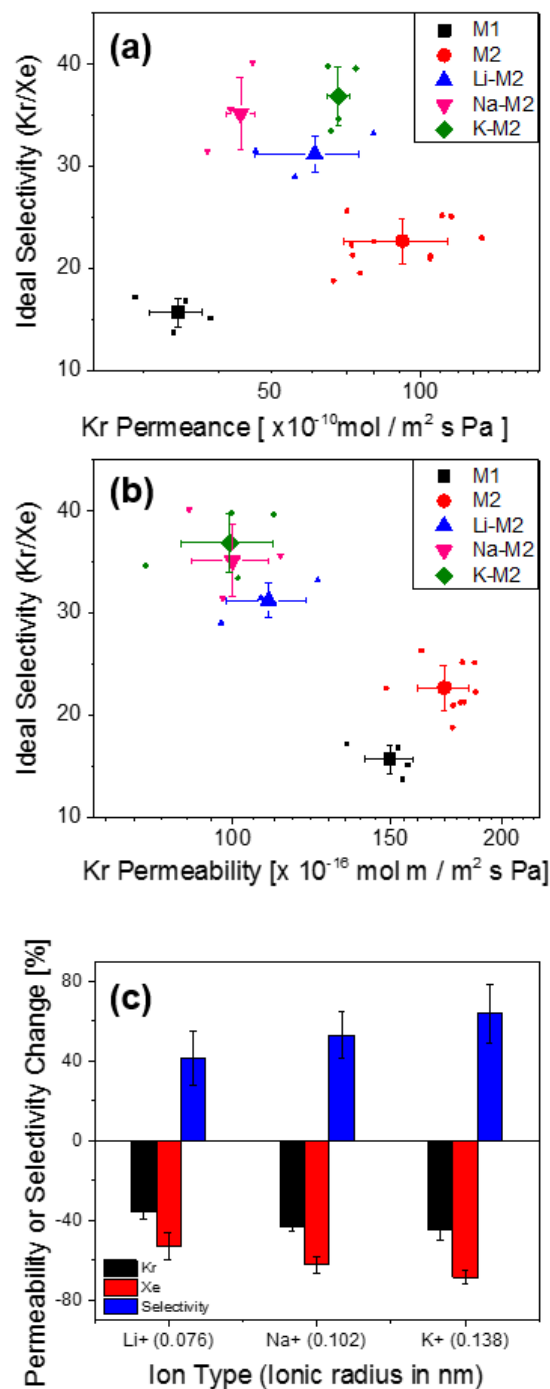 (a)
M1
M2
Li-M2
Na-M2
K-M2
40
30
20
10
Ideal Selectivity (Kr/Xe)
50
100
Kr Permeance [ x10⁻¹⁰mol / m² s Pa ]
(b)
M1
M2
Li-M2
Na-M2
K-M2
40
30
20
10
Ideal Selectivity (Kr/Xe)
100
150
200
Kr Permeability [x 10⁻¹⁶ mol m / m² s Pa]
(c)
80
40
0
-40
-80
Permeability or Selectivity Change [%]
Kr
Xe
Selectivity
Li+ (0.076)
Na+ (0.102)
K+ (0.138)
Ion Type (Ionic radius in nm)